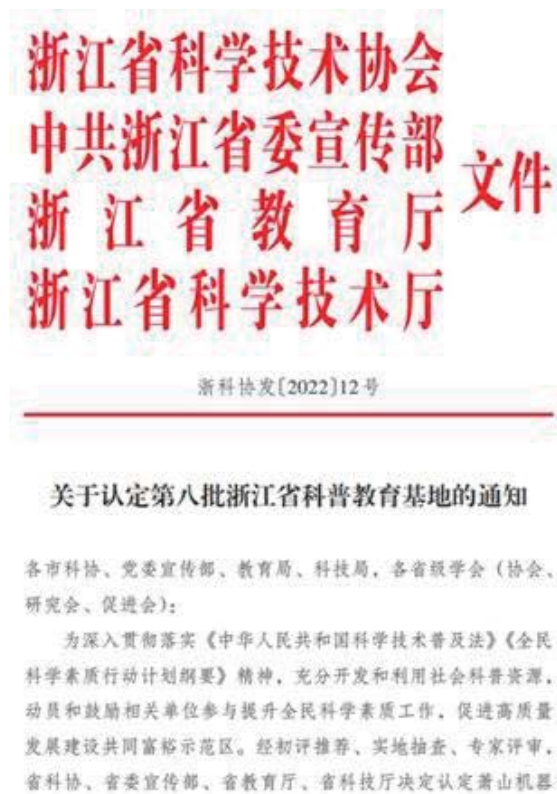 浙江省科学技术协会
中共浙江省委宣传部
浙江省教育厅
浙江省科学技术厅
文件
浙科协发〔2022〕12号
关于认定第八批浙江省科普教育基地的通知
各市科协、党委宣传部、教育局、科技局，各省级学会（协会、
研究会、促进会）：
为深入贯彻落实《中华人民共和国科学技术普及法》《全民
科学素质行动计划纲要》精神，充分开发和利用社会科普资源，
动员和鼓励相关单位参与提升全民科学素质工作，促进高质量
发展建设共同富裕示范区。经初评推荐、实地抽查、专家评审，
省科协、省委宣传部、省教育厅、省科技厅决定认定萧山机器